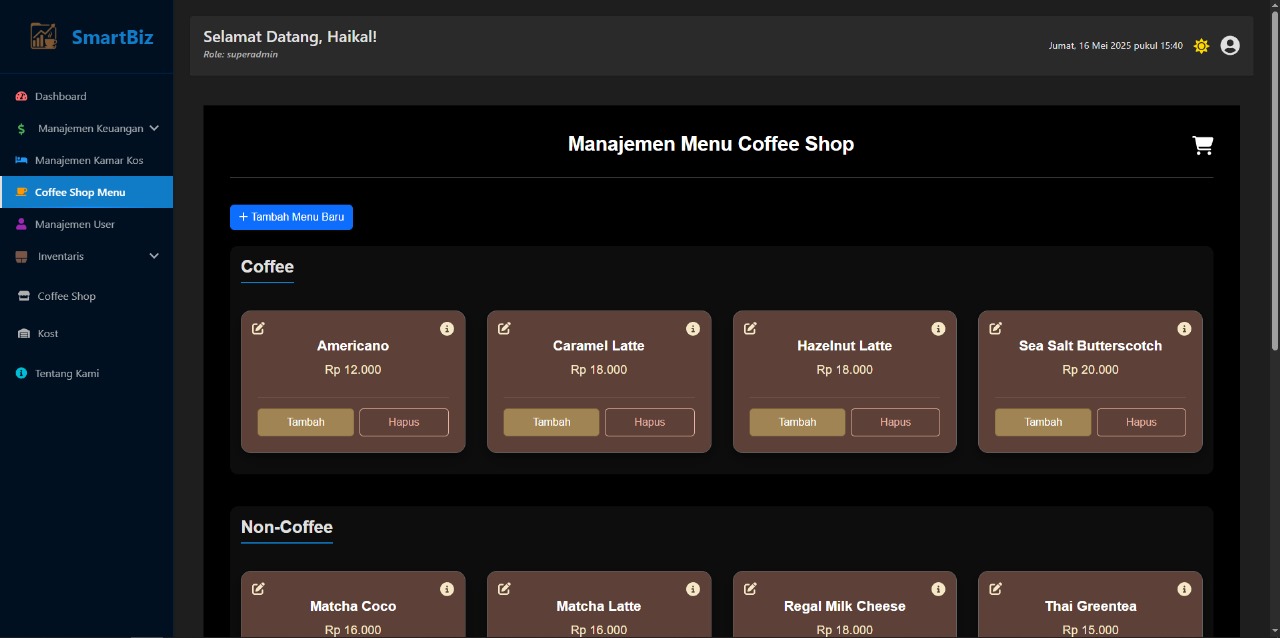 SmartBiz
Selamat Datang, Haikal!
Role: superadmin
Jumat, 16 Mei 2025 pukul 15:40
Dashboard
Manajemen Keuangan
Manajemen Kamar Kos
Coffee Shop Menu
Manajemen User
Inventaris
Coffee Shop
Kost
Tentang Kami
Manajemen Menu Coffee Shop
+ Tambah Menu Baru
Coffee
Americano
Rp 12.000
Tambah Hapus
Caramel Latte
Rp 18.000
Tambah Hapus
Hazelnut Latte
Rp 18.000
Tambah Hapus
Sea Salt Butterscotch
Rp 20.000
Tambah Hapus
Non-Coffee
Matcha Coco
Rp 16.000
Matcha Latte
Rp 16.000
Regal Milk Cheese
Rp 18.000
Thai Greentea
Rp 15.000